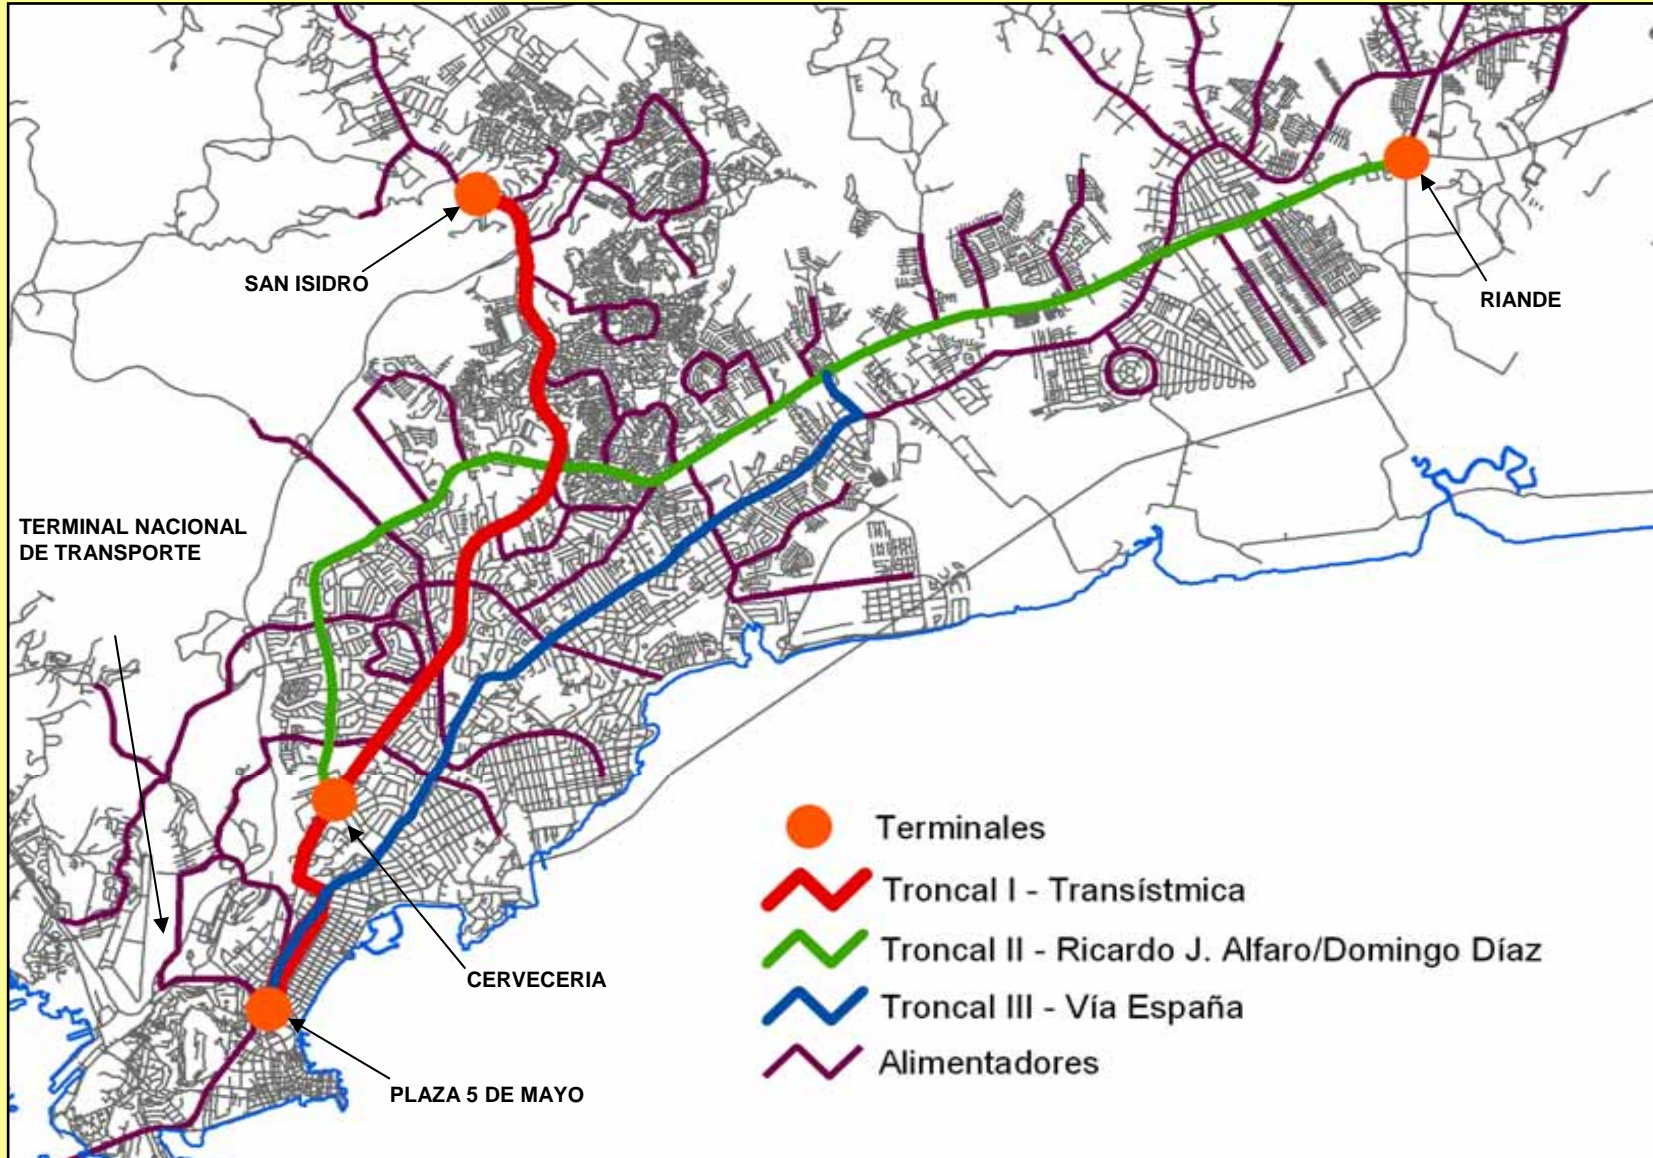 SAN ISIDRO
RIANDE
TERMINAL NACIONAL
DE TRANSPORTE
Terminales
Troncal I - Transístmica
Troncal II - Ricardo J. Alfaro/Domingo Díaz
CERVECERIA
Troncal III - Vía España
Alimentadores
PLAZA 5 DE MAYO